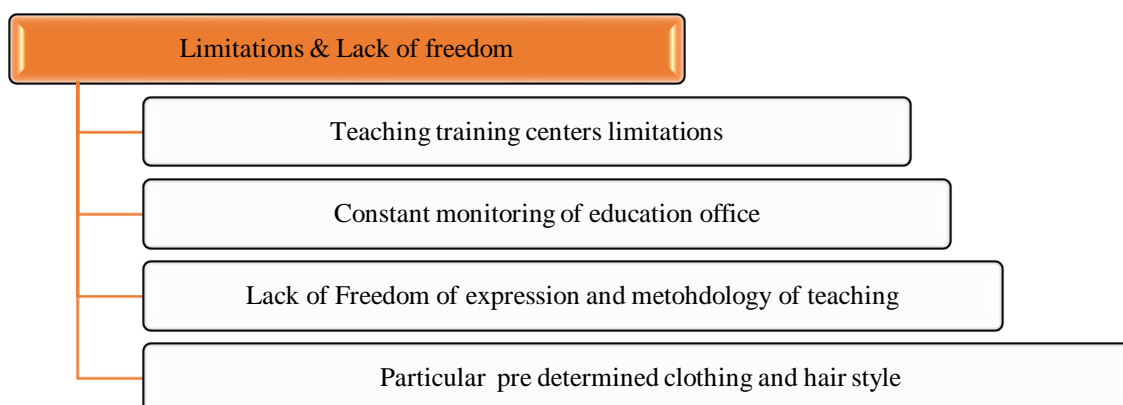 Limitations & Lack of freedom
Teaching training centers limitations
Constant monitoring of education office
Lack of Freedom of expression and metohdology of teaching
Particular pre determined clothing and hair style